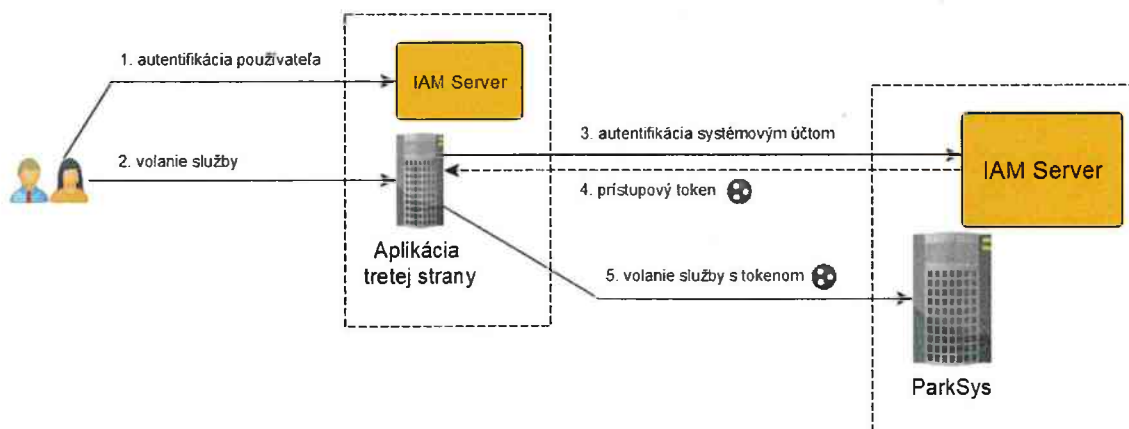 1. autentifikácia používateľa
IAM Server
2. volanie služby
3. autentifikácia systémovým účtom
4. prístupový token
IAM Server
Aplikácia
tretej strany
5. volanie služby s tokenom
ParkSys